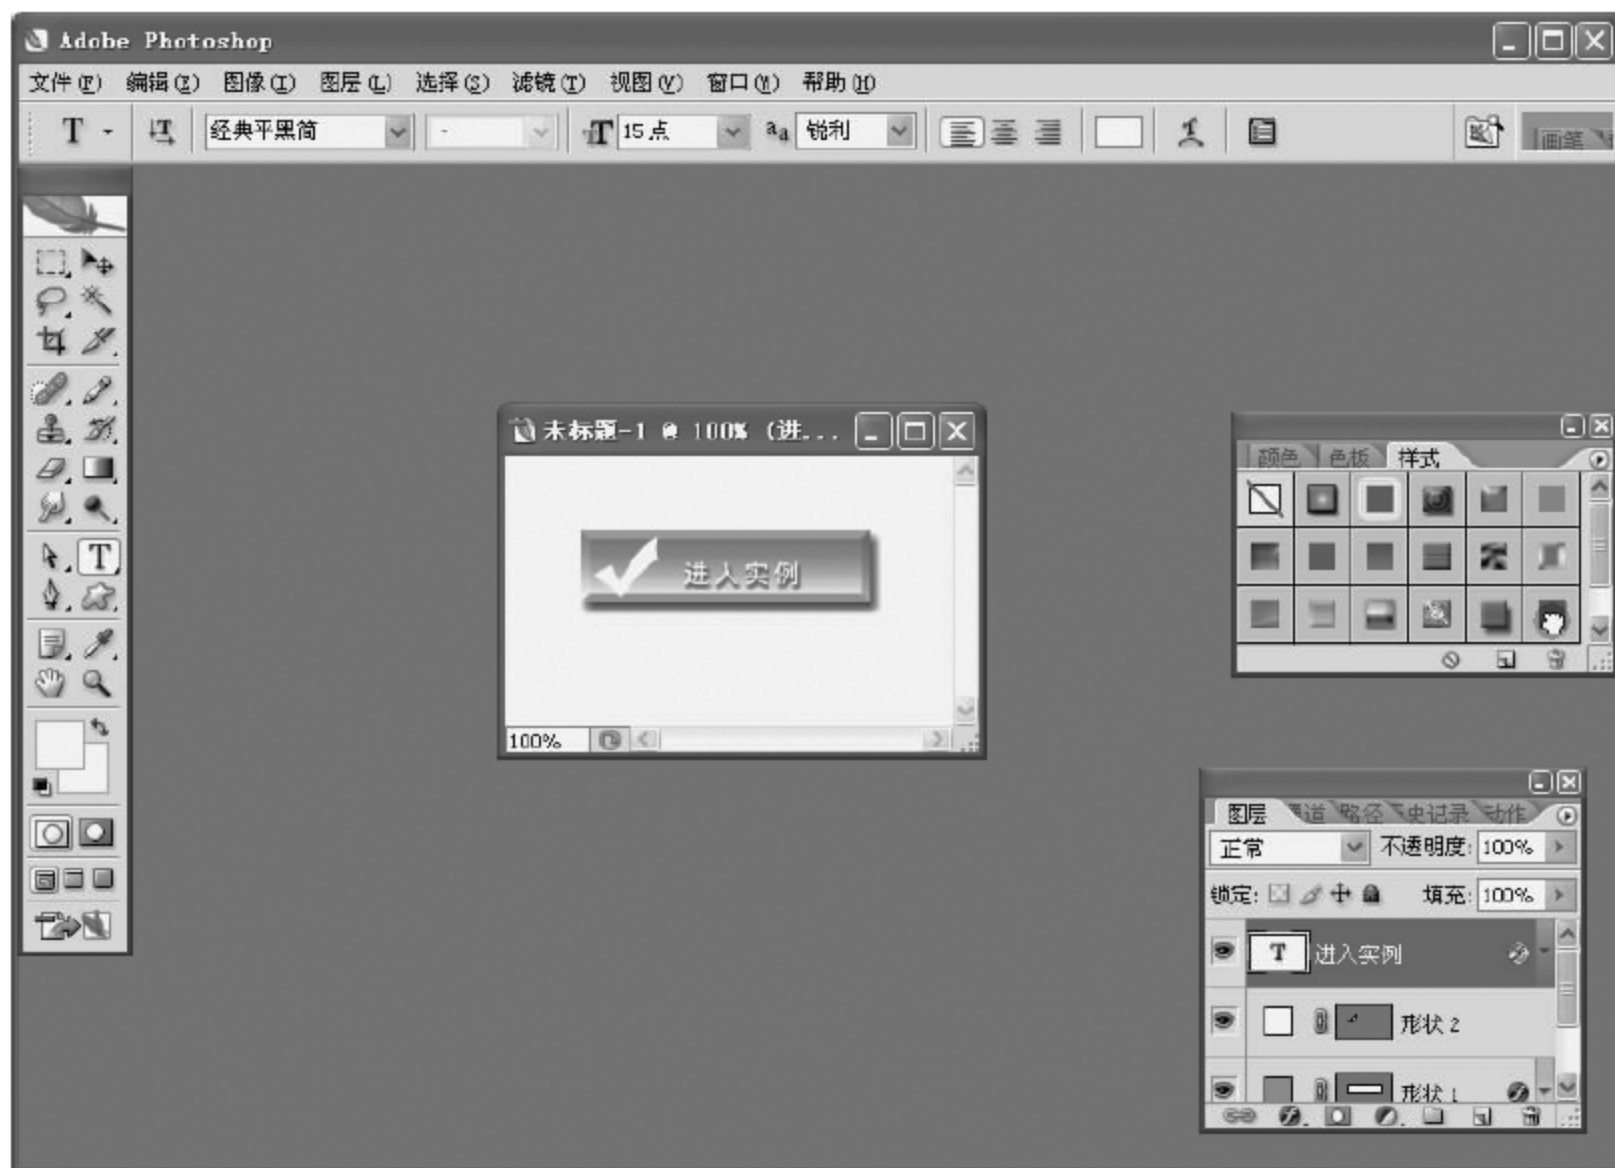 Adobe Photoshop
文件(F) 编辑(E) 图像(I) 图层(L) 选择(S) 滤镜(T) 视图(V) 窗口(W) 帮助(H)
T T 经典平黑简 - T 15 点 aa 锐利 画笔
T
未标题-1 @ 100% (进...
进入实例
100%
颜色 色板 样式
图层 通道 路径 历史记录 动作
正常 不透明度: 100%
锁定: 填充: 100%
T 进入实例
形状 2
形状 1